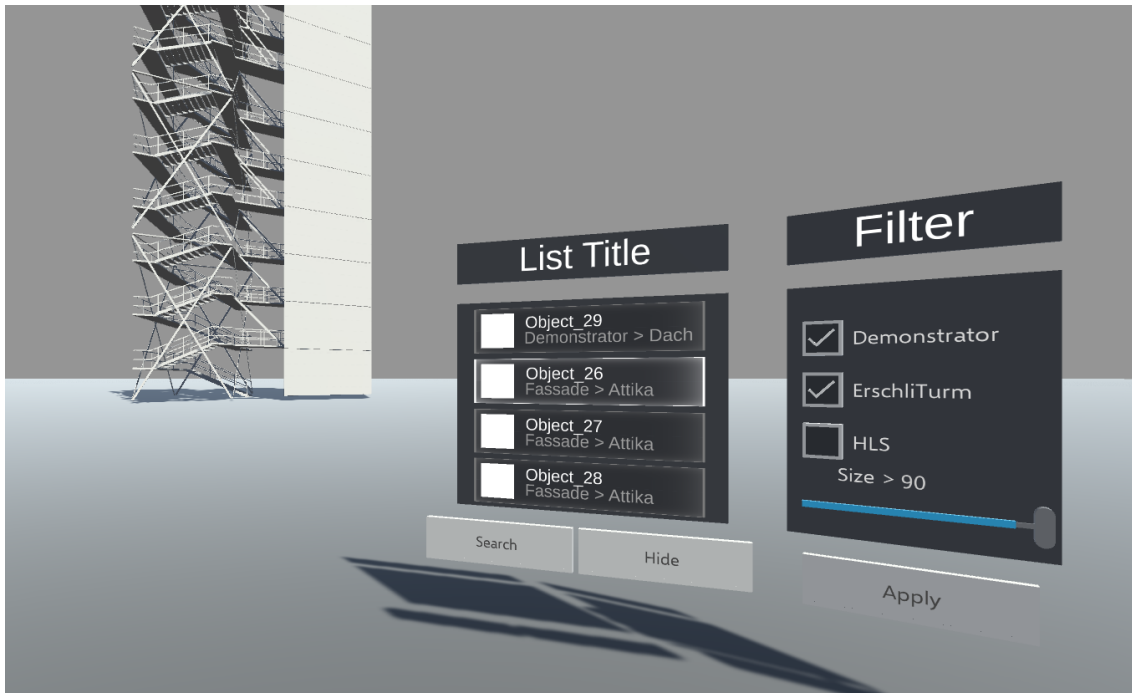 List Title
Object_29
Demonstrator > Dach
Object_26
Fassade > Attika
Object_27
Fassade > Attika
Object_28
Fassade > Attika
Search
Hide
Filter
Demonstrator
ErschliTurm
HLS
Size > 90
Apply